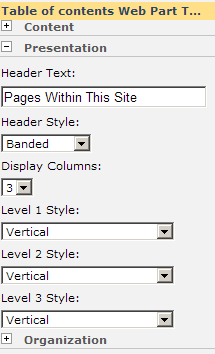 Table of contents Web Part T...
Content
Presentation
Header Text:
Pages Within This Site
Header Style:
Banded
Display Columns:
3
Level 1 Style:
Vertical
Level 2 Style:
Vertical
Level 3 Style:
Vertical
Organization